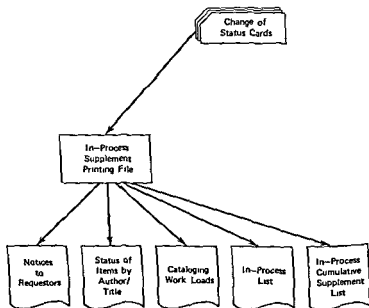 Change of
Status Cards
In-Process
Supplement
Printing File
Notices
to
Requestors
Status of
Items by
Author/
Title
Cataloging
Work Loads
In-Process
List
In-Process
Cumulative
Supplement
List